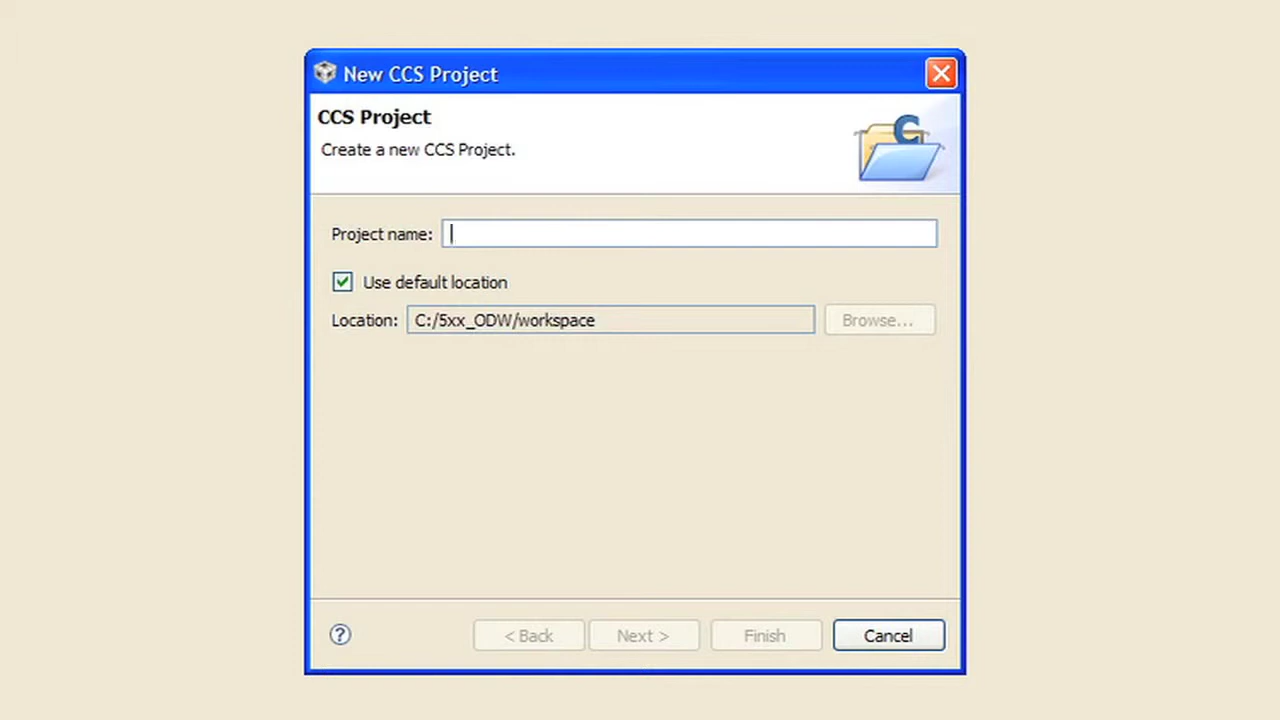 New CCS Project
CCS Project
Create a new CCS Project.
Project name:
Use default location
Location: C:/5xx_ODW/workspace Browse...
? < Back Next > Finish Cancel